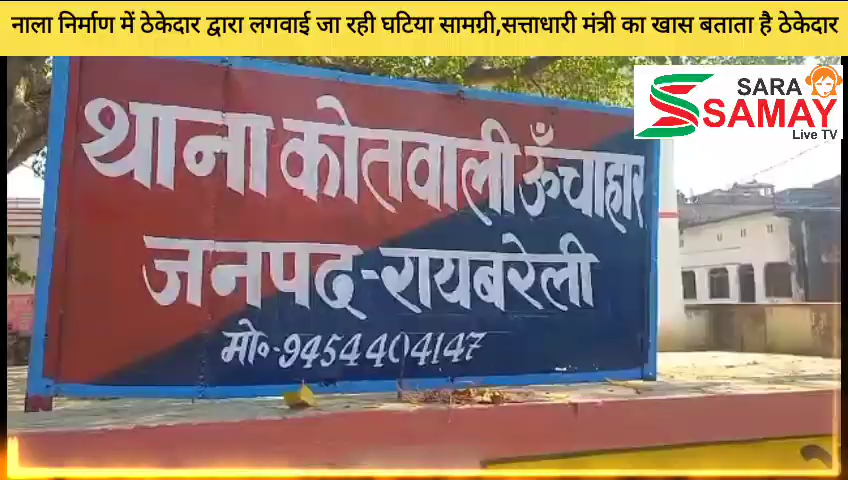 नाला निर्माण में ठेकेदार द्वारा लगवाई जा रही घटिया सामग्री,सत्ताधारी मंत्री का खास बताता है ठेकेदार
SARA
SAMAY
Live TV
थाना कोतवाली ऊँचाहार
जनपद-रायबरेली
मो०-9454404147